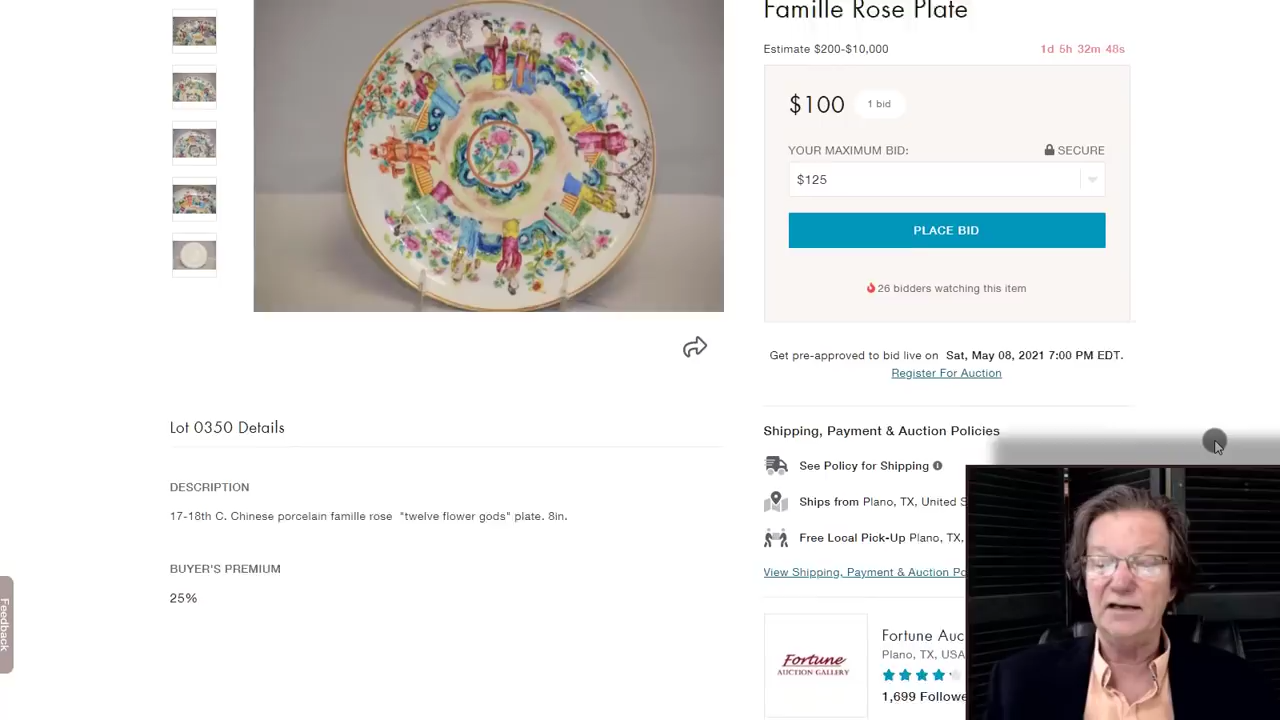 Famille Rose Plate
Estimate $200-$10,000
1d 5h 32m 48s
$100
1 bid
YOUR MAXIMUM BID:
SECURE
$125
PLACE BID
26 bidders watching this item
Get pre-approved to bid live on Sat, May 08, 2021 7:00 PM EDT.
Register For Auction
Lot 0350 Details
DESCRIPTION
17-18th C. Chinese porcelain famille rose "twelve flower gods" plate. 8in.
BUYER'S PREMIUM
25%
Shipping, Payment & Auction Policies
See Policy for Shipping
Ships from Plano, TX, United S
Free Local Pick-Up Plano, TX,
View Shipping, Payment & Auction Po
Fortune
AUCTION GALLERY
Fortune Auc
Plano, TX, USA
1,699 Followe
Feedback